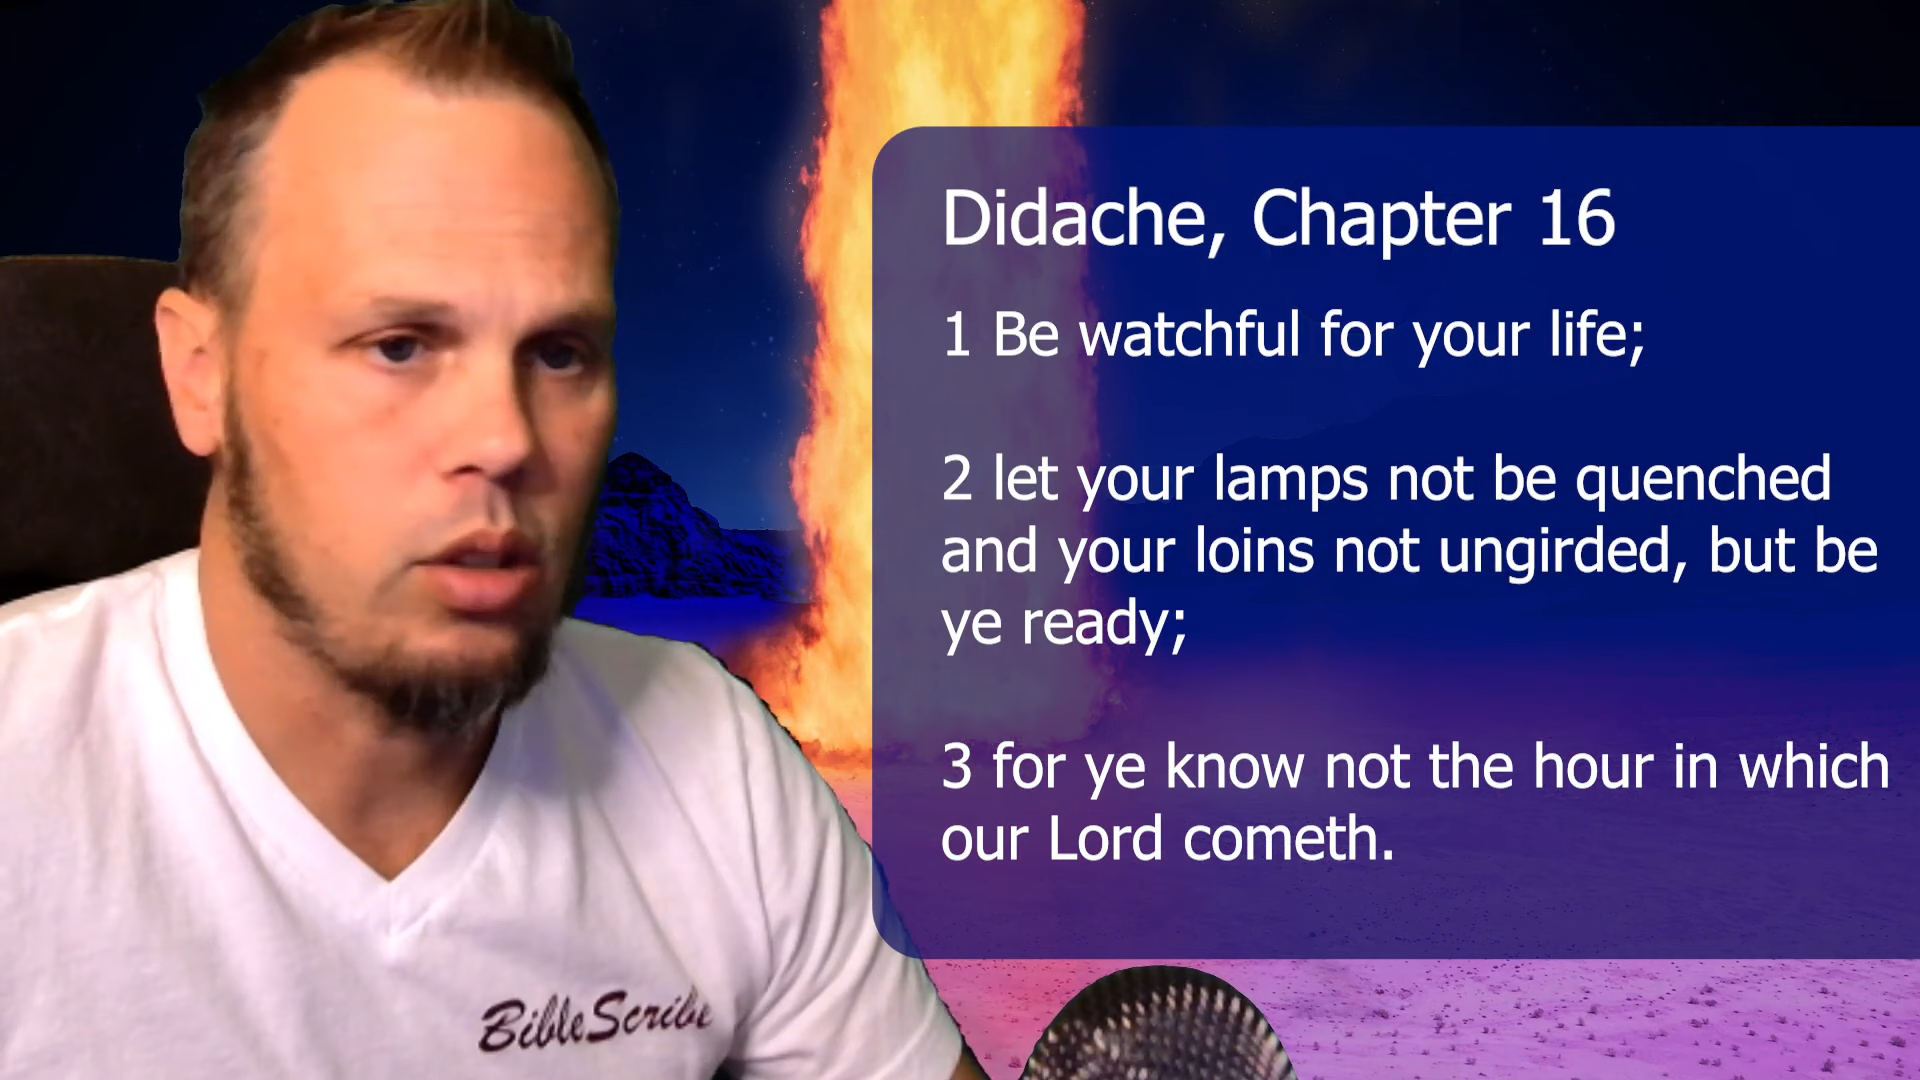 Didache, Chapter 16
1 Be watchful for your life;
2 let your lamps not be quenched
and your loins not ungirded, but be
ye ready;
3 for ye know not the hour in which
our Lord cometh.
BibleScribe